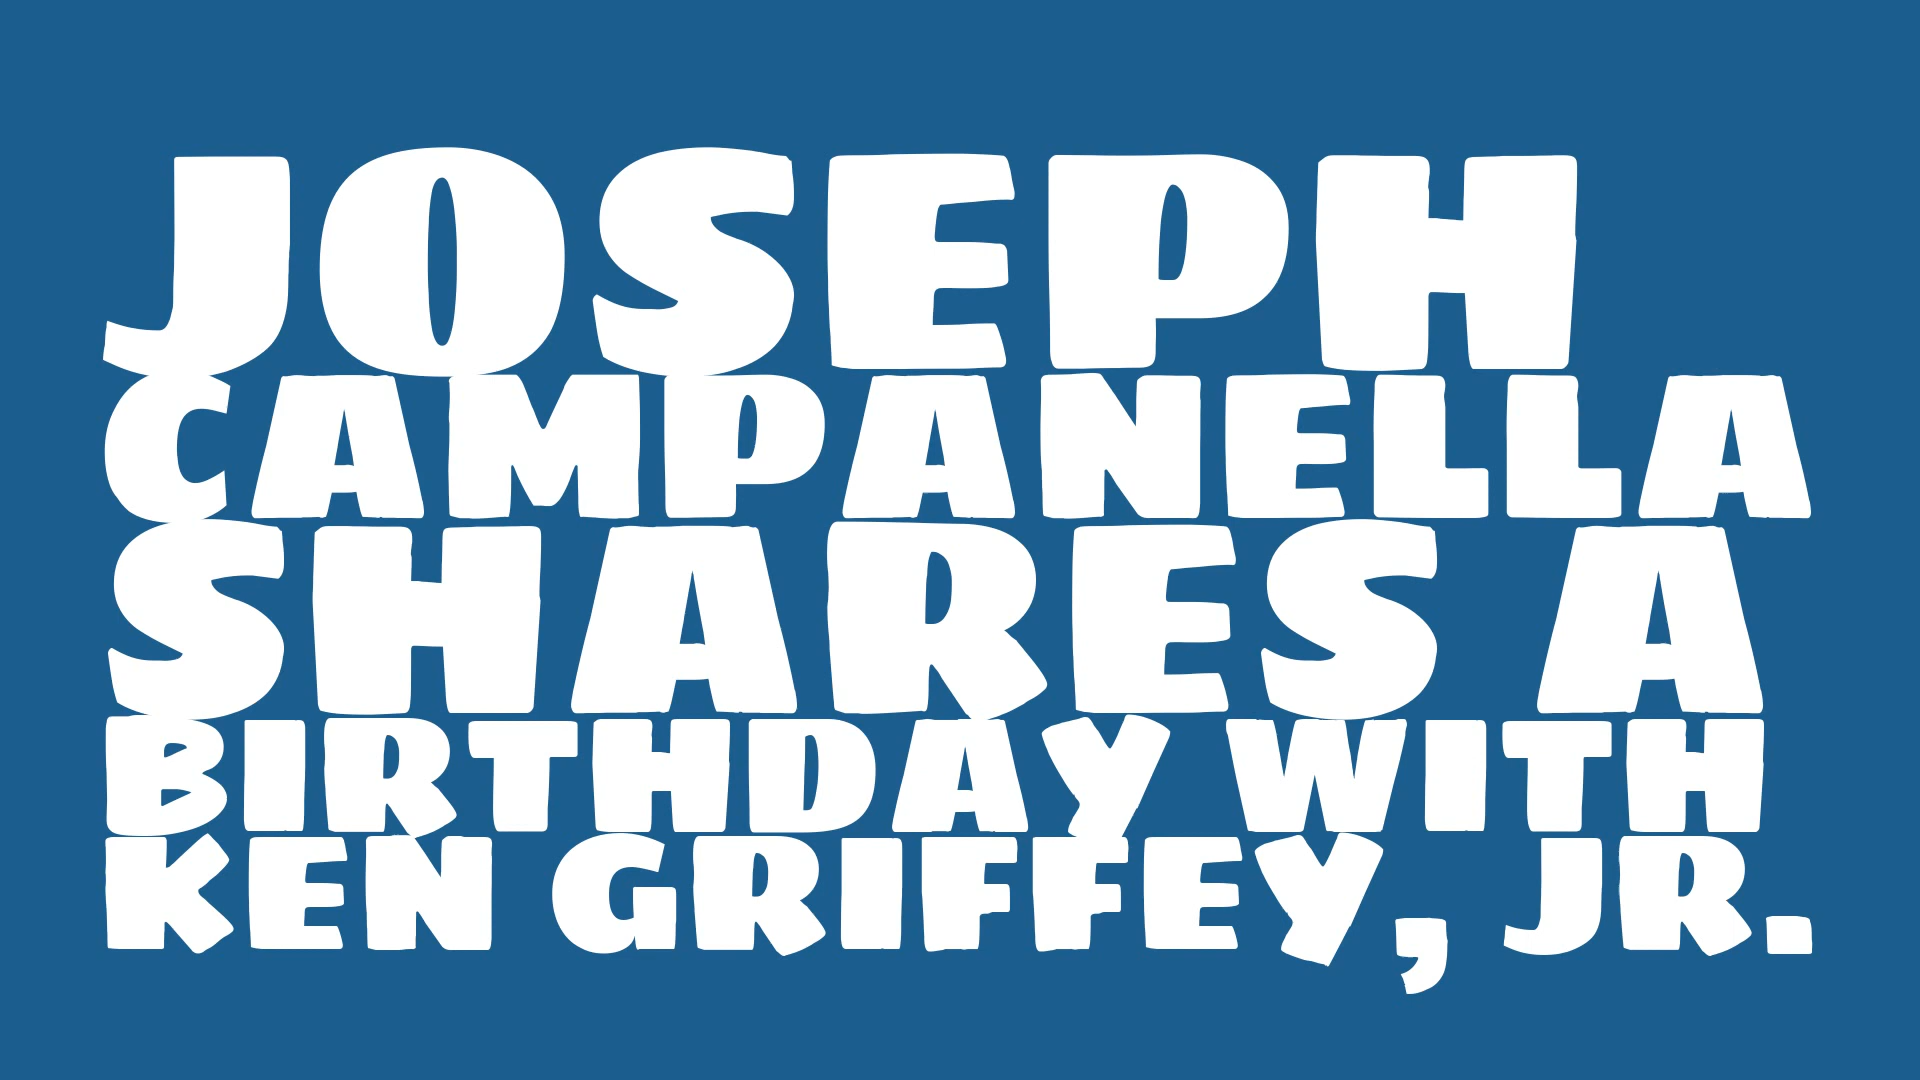 JOSEPH
CAMPANELLA
SHARES A
BIRTHDAY WITH
KEN GRIFFEY, JR.